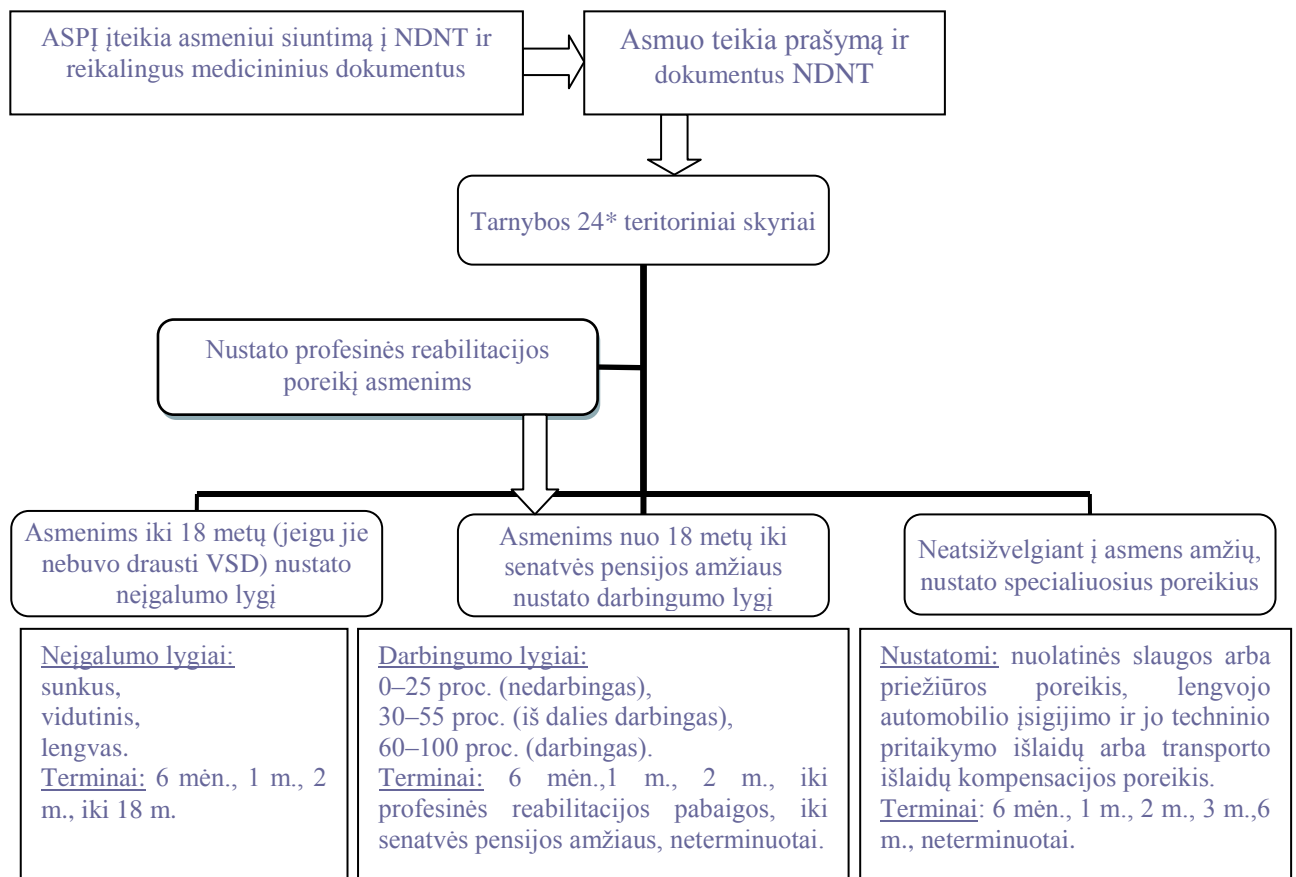 ASPĮ įteikia asmeniui siuntimą į NDNT ir
reikalingus medicininius dokumentus
Asmuo teikia prašymą ir
dokumentus NDNT
Tarnybos 24* teritoriniai skyriai
Nustato profesinės reabilitacijos
poreikį asmenims
Asmenims iki 18 metų (jeigu jie
nebuvo drausti VSD) nustato
neįgalumo lygį
Asmenims nuo 18 metų iki
senatvės pensijos amžiaus
nustato darbingumo lygį
Neatsižvelgiant į asmens amžių,
nustato specialiuosius poreikius
Neįgalumo lygiai:
sunkus,
vidutinis,
lengvas.
Terminai: 6 mėn., 1 m., 2
m., iki 18 m.
Darbingumo lygiai:
0–25 proc. (nedarbingas),
30–55 proc. (iš dalies darbingas),
60–100 proc. (darbingas).
Terminai: 6 mėn.,1 m., 2 m., iki
profesinės reabilitacijos pabaigos, iki
senatvės pensijos amžiaus, neterminuotai.
Nustatomi: nuolatinės slaugos arba
priežiūros poreikis, lengvojo
automobilio įsigijimo ir jo techninio
pritaikymo išlaidų arba transporto
išlaidų kompensacijos poreikis.
Terminai: 6 mėn., 1 m., 2 m., 3 m.,6
m., neterminuotai.